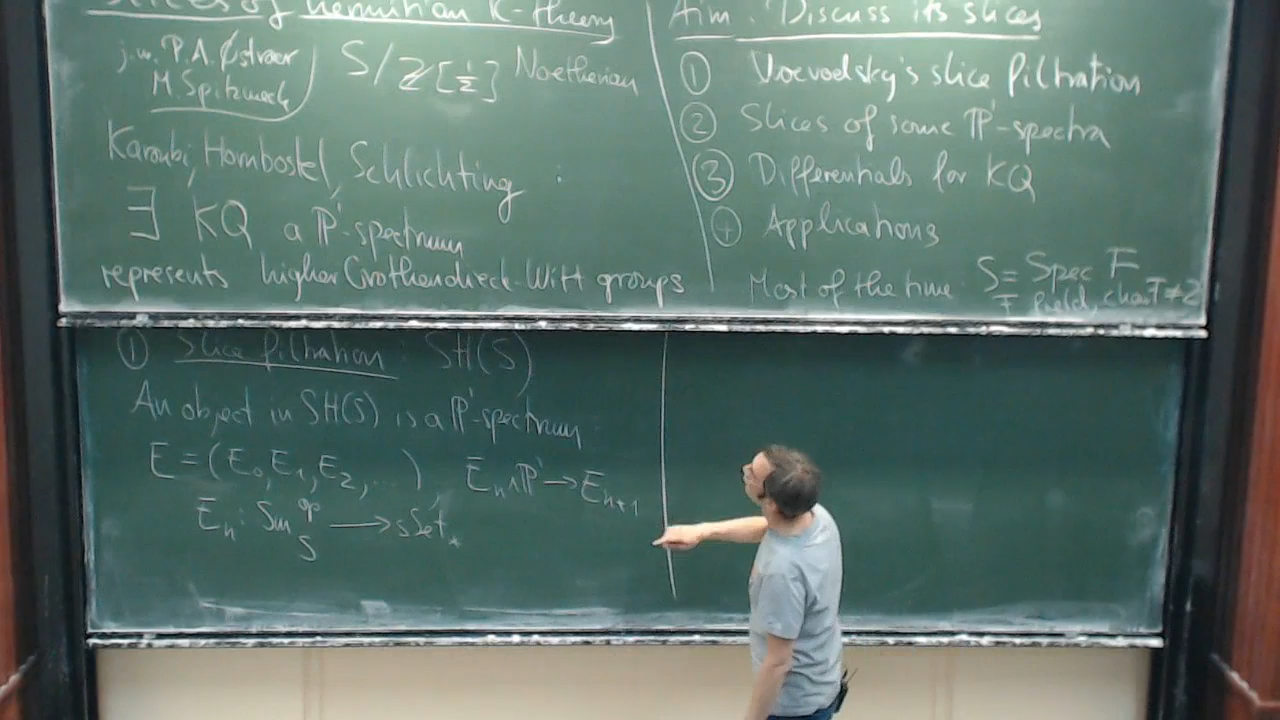 Slices of hermitian K-theory
j.w. P.A. Østvær
M. Spitzweck
S/ℤ[½] Noetherian
Karoubi, Hornbostel, Schlichting :
∃ KQ a ℙ¹-spectrum
represents higher Grothendieck-Witt groups
Aim: Discuss its slices
① Voevodsky's slice filtration
② Slices of some ℙ¹-spectra
③ Differentials for KQ
④ Applications
Most of the time S = Spec F
F field, char F ≠ 2
① Slice filtration: SH(S)
An object in SH(S) is a ℙ¹-spectrum
E = (E₀, E₁, E₂, ...) Eₙ ∧ ℙ¹ → Eₙ₊₁
Eₙ: Sm_S^op → sSet_*